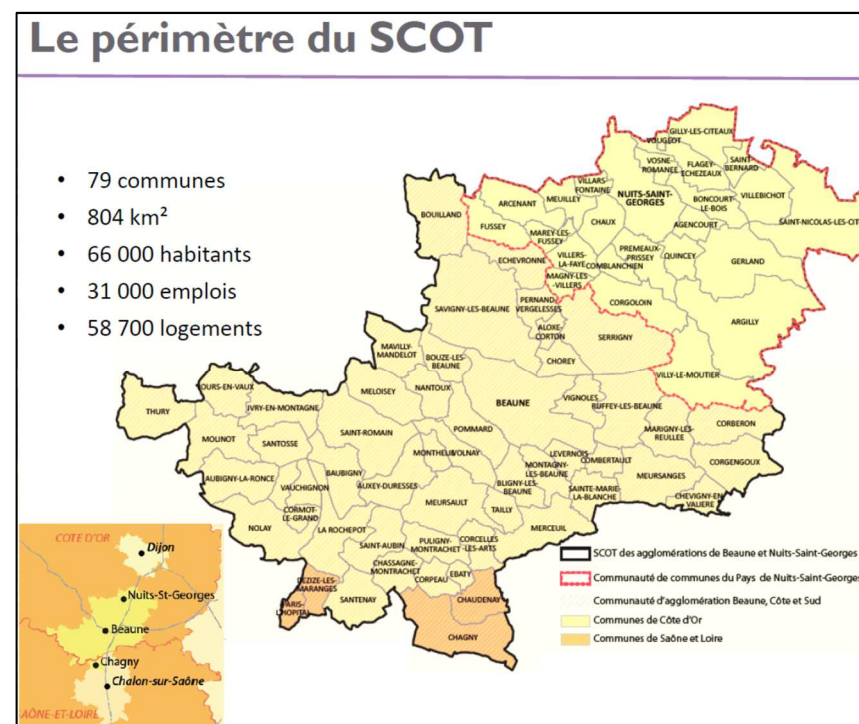 Le périmètre du SCOT
• 79 communes
• 804 km²
• 66 000 habitants
• 31 000 emplois
• 58 700 logements
GILLY-LES-CITEAUX
VOUGEOT
VOSNE-
ROMANEE
FLAGEY
ECHEZEAUX
SAINT-
BERNARD
VILLARS-
FONTAINE
NUITS-SAINT-
GEORGES
VILLEBICHOT
BONCOURT
-LE-BOIS
SAINT-NICOLAS-LES-CIT
BOUILLAND
ARCENANT
MEUILLEY
CHAUX
AGENCOURT
FUSSEY
MAREY-LES
FUSSEY
ECHEVRONNE
VILLERS-
LA-FAYE
COMBLANCHIEN
PREMEAUX-
PRISSEY
QUINCEY
GERLAND
MAGNY-LES
VILLERS
CORGOLOIN
ARGILLY
SAVIGNY-LES-BEAUNE
PERNAND
VERGELESSES
ALOXE-
CORTON
SERRIGNY
CHOREY
MAVILLY-
MANDELOT
BOUZE-LES
BEAUNE
VILLY-LE-MOUTIER
THURY
JOURS-EN-VAUX
IVRY-EN-MONTAGNE
MELOISEY
NANTOUX
BEAUNE
VIGNOLES
RUFFEY-LES-BEAUNE
MARIGNY-LES
REULLEE
CORBERON
MOLINOT
SANTOSSE
SAINT-ROMAIN
POMMARD
MONTHELIE
VOLNAY
LEVERNOIS
COMBERTAULT
CORGENGOUX
AUBIGNY-LA-RONCE
VAUCHIGNON
BAUBIGNY
AUXEY-DURESSES
MONTAGNY
-LES-BEAUNE
BLIGNY-LES
BEAUNE
MEURSANGES
SAINTE-MARIE
-LA-BLANCHE
CHEVIGNY-EN
VALIERE
CORMOT
-LE-GRAND
MEURSAULT
TAILLY
NOLAY
LA ROCHEPOT
MERCEUIL
SAINT-AUBIN
PULIGNY-
MONTRACHET
CORCELLES
-LES-ARTS
CHASSAGNE-
MONTRACHET
CORPEAU
EBATY
DEZIZE-LES-
MARANGES
PARIS-
L'HOPITAL
SANTENAY
CHAUDENAY
CHAGNY
SCOT des agglomérations de Beaune et Nuits-Saint-Georges
Communauté de communes du Pays de Nuits-Saint-Georges
Communauté d'agglomération Beaune, Côte et Sud
Communes de Côte d'Or
Communes de Saône et Loire
COTE D'OR
Dijon
Nuits-St-Georges
Beaune
Chagny
Chalon-sur-Saône
AÔNE-ET-LOIRE